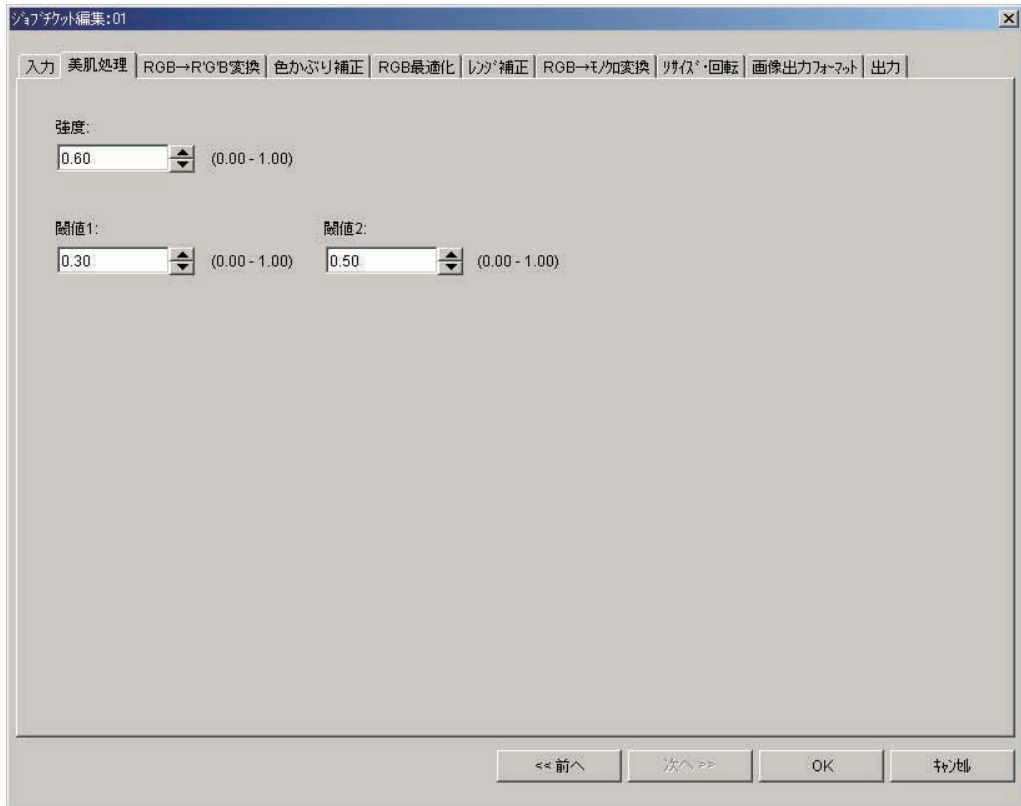 ｼﾞｮﾌﾞﾁｹｯﾄ編集:01
入力 美肌処理 RGB→R'G'B'変換 色かぶり補正 RGB最適化 ﾚﾝｼﾞ補正 RGB→ﾓﾉｸﾛ変換 ﾘｻｲｽﾞ･回転 画像出力ﾌｫｰﾏｯﾄ 出力
強度:
0.60 (0.00 - 1.00)
閾値1: 閾値2:
0.30 (0.00 - 1.00) 0.50 (0.00 - 1.00)
<< 前へ 次へ >> OK ｷｬﾝｾﾙ